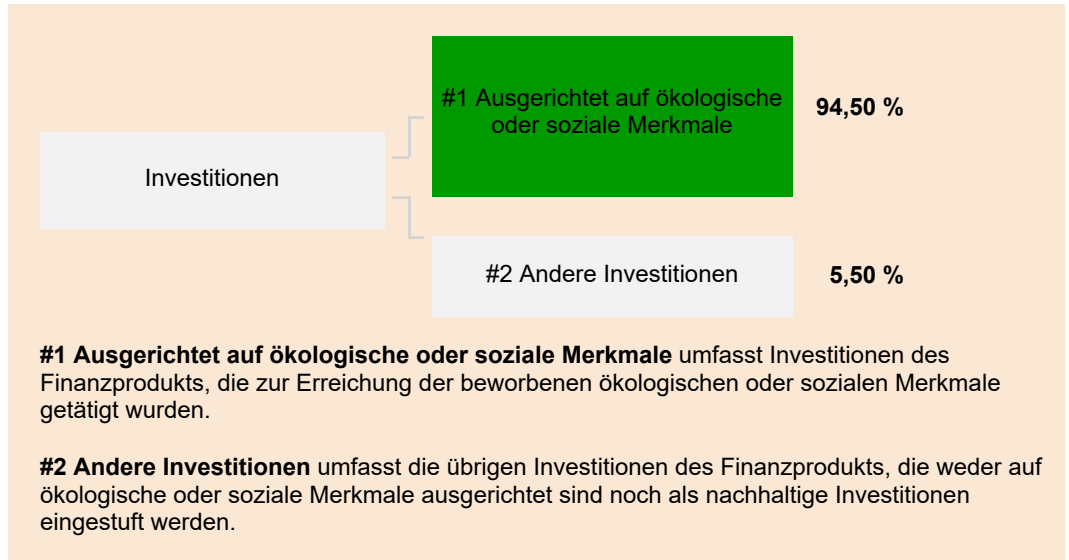 #1 Ausgerichtet auf ökologische
oder soziale Merkmale
94,50 %
Investitionen
#2 Andere Investitionen
5,50 %
#1 Ausgerichtet auf ökologische oder soziale Merkmale umfasst Investitionen des
Finanzprodukts, die zur Erreichung der beworbenen ökologischen oder sozialen Merkmale
getätigt wurden.
#2 Andere Investitionen umfasst die übrigen Investitionen des Finanzprodukts, die weder auf
ökologische oder soziale Merkmale ausgerichtet sind noch als nachhaltige Investitionen
eingestuft werden.